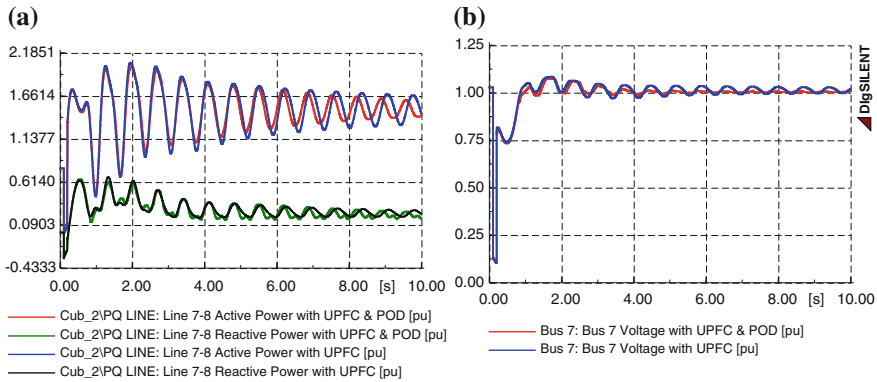 (a)
2.1851
1.6614
1.1377
0.6140
0.0903
-0.4333
0.00 2.00 4.00 6.00 8.00 [s] 10.00
Cub_2\PQ LINE: Line 7-8 Active Power with UPFC & POD [pu]
Cub_2\PQ LINE: Line 7-8 Reactive Power with UPFC & POD [pu]
Cub_2\PQ LINE: Line 7-8 Active Power with UPFC [pu]
Cub_2\PQ LINE: Line 7-8 Reactive Power with UPFC [pu]
(b)
1.25
1.00
0.75
0.50
0.25
0.00
0.00 2.00 4.00 6.00 8.00 [s] 10.00
Bus 7: Bus 7 Voltage with UPFC & POD [pu]
Bus 7: Bus 7 Voltage with UPFC [pu]
DIgSILENT